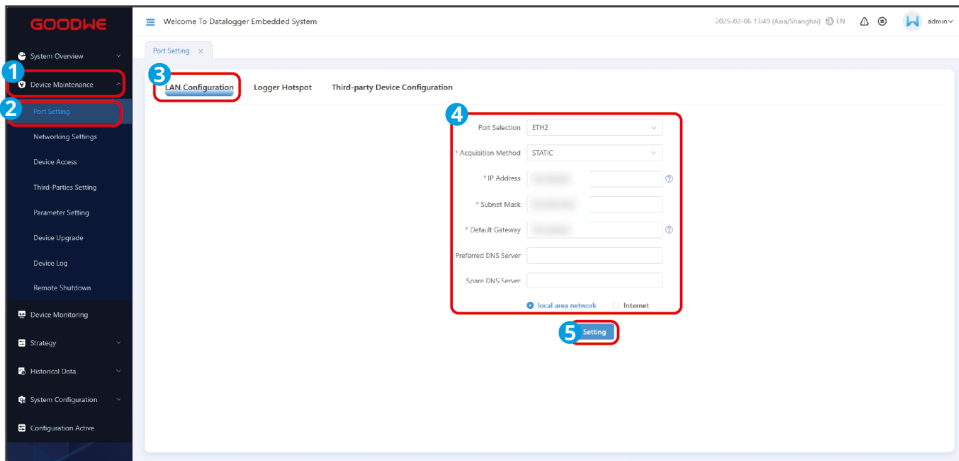 GOODWE
Welcome To Datalogger Embedded System
2025-02-06 13:49 (Asia/Shanghai) EN admin
System Overview
Port Setting ×
1
Device Maintenance
2
Port Setting
Networking Settings
Device Access
Third-Parties Setting
Parameter Setting
Device Upgrade
Device Log
Remote Shutdown
Device Monitoring
Strategy
Historical Data
System Configuration
Configuration Active
3
LAN Configuration Logger Hotspot Third-party Device Configuration
4
Port Selection ETH2
* Acquisition Method STATIC
* IP Address
* Subnet Mask
* Default Gateway
Preferred DNS Server
Spare DNS Server
local area network Internet
5 Setting